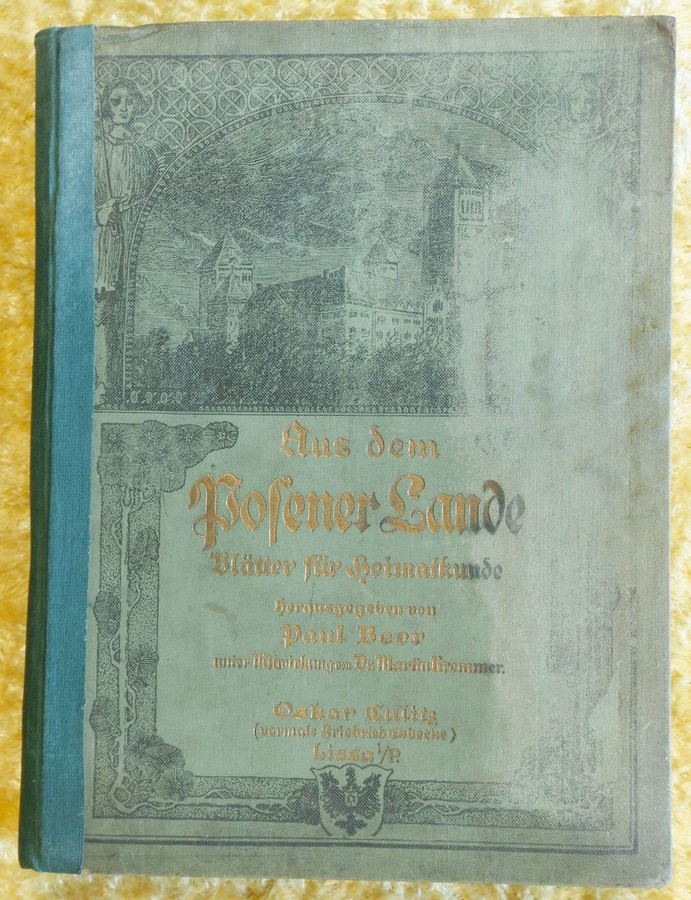 Aus dem
Posener Lande
Blätter für Heimatkunde
Herausgegeben von
Paul Beer
unter Mitwirkung von Dr. Martin Kremmer.
Oskar Eulitz
(vormals Friedrich Ebbecke)
Lissa i/P.